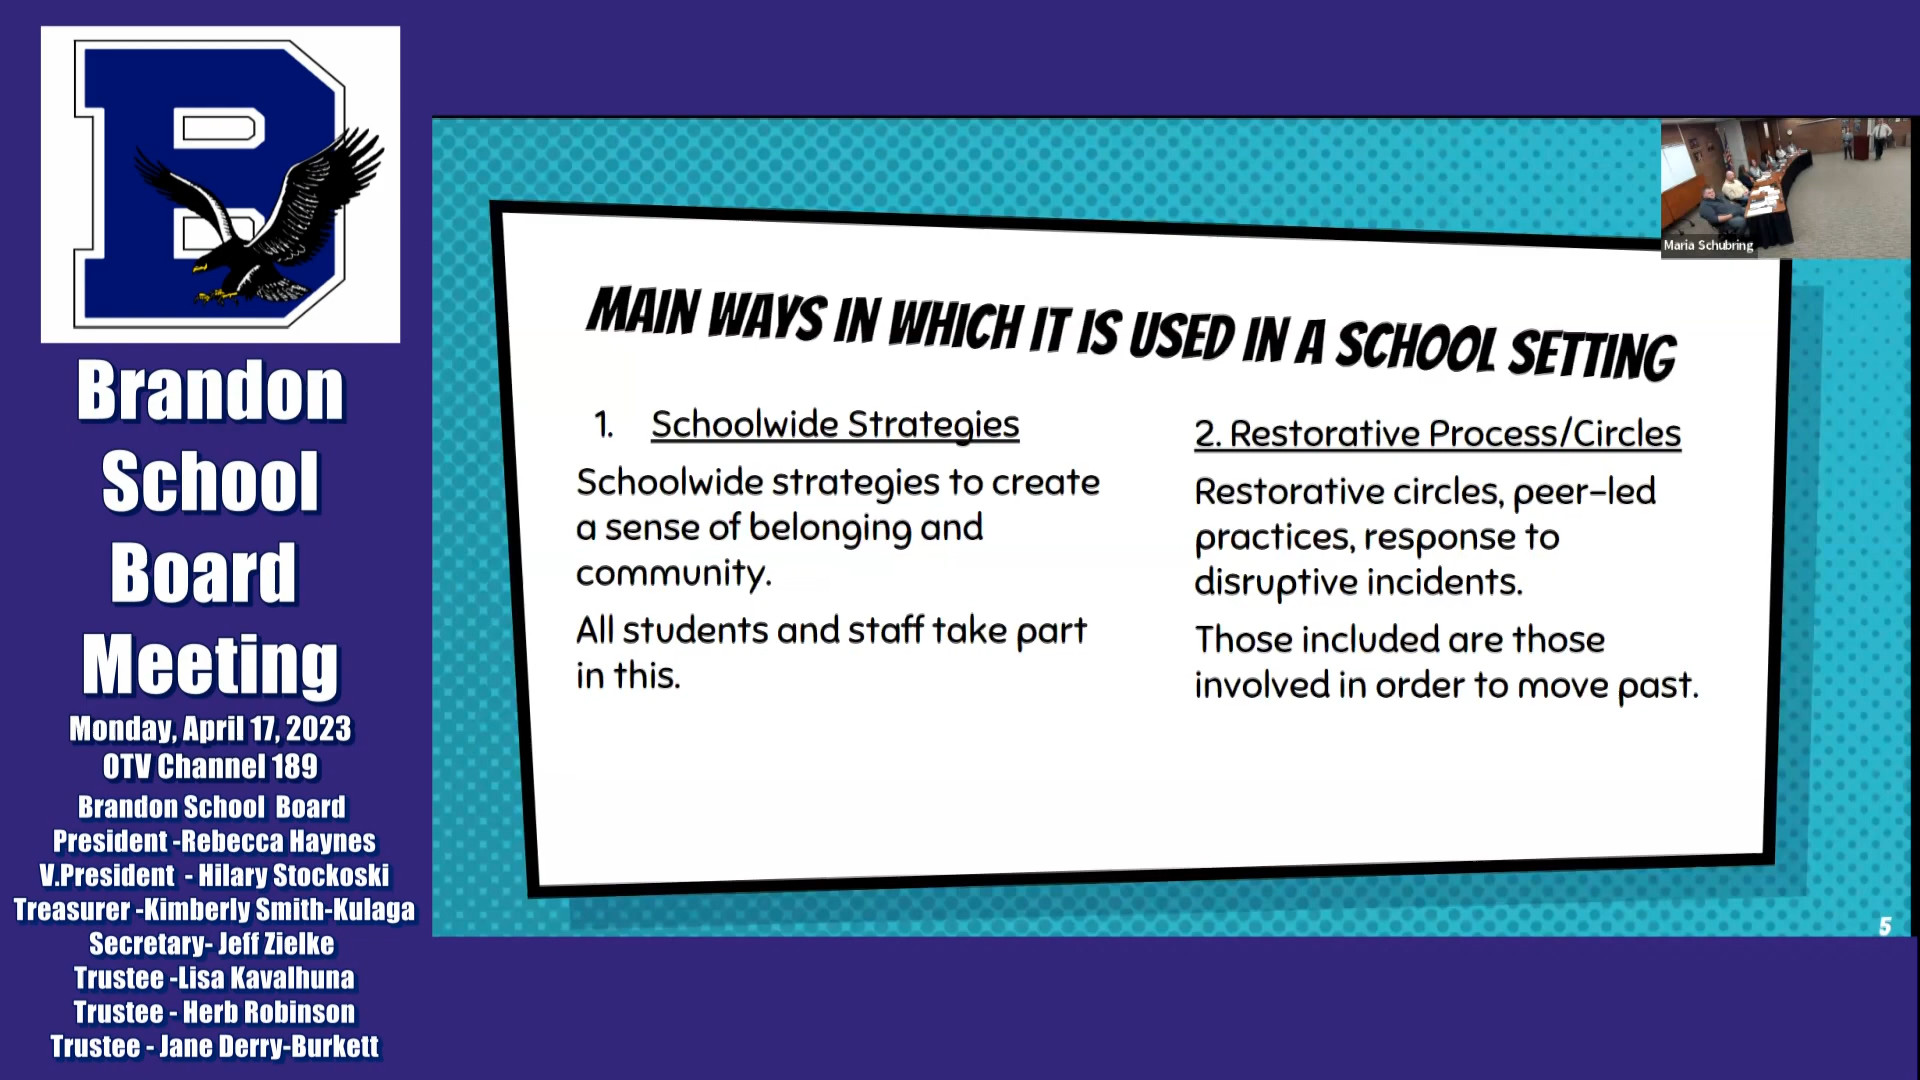 B
Brandon
School
Board
Meeting
Monday, April 17, 2023
OTV Channel 189
Brandon School Board
President -Rebecca Haynes
V.President - Hilary Stockoski
Treasurer -Kimberly Smith-Kulaga
Secretary- Jeff Zielke
Trustee -Lisa Kavalhuna
Trustee - Herb Robinson
Trustee - Jane Derry-Burkett
Maria Schubring
MAIN WAYS IN WHICH IT IS USED IN A SCHOOL SETTING
1. Schoolwide Strategies
Schoolwide strategies to create
a sense of belonging and
community.
All students and staff take part
in this.
2. Restorative Process/Circles
Restorative circles, peer-led
practices, response to
disruptive incidents.
Those included are those
involved in order to move past.
5